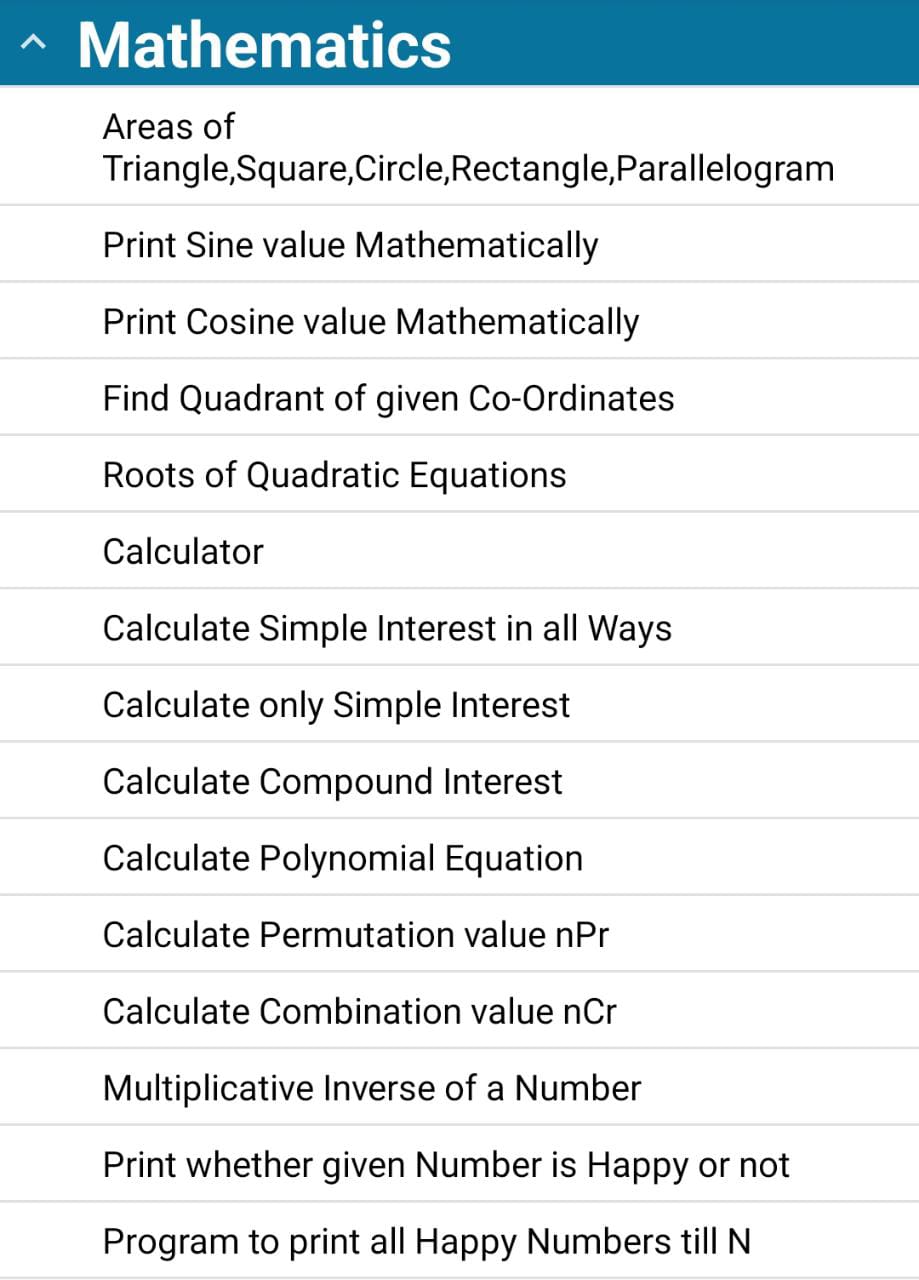 Mathematics
Areas of
Triangle,Square,Circle,Rectangle,Parallelogram
Print Sine value Mathematically
Print Cosine value Mathematically
Find Quadrant of given Co-Ordinates
Roots of Quadratic Equations
Calculator
Calculate Simple Interest in all Ways
Calculate only Simple Interest
Calculate Compound Interest
Calculate Polynomial Equation
Calculate Permutation value nPr
Calculate Combination value nCr
Multiplicative Inverse of a Number
Print whether given Number is Happy or not
Program to print all Happy Numbers till N